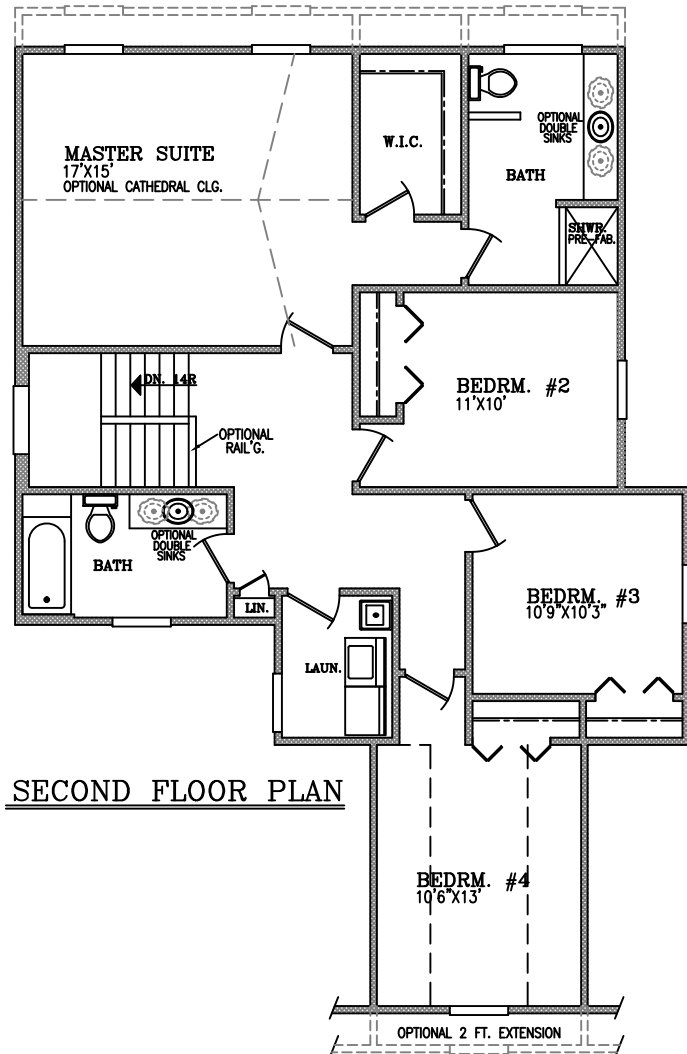 MASTER SUITE
17'X15'
OPTIONAL CATHEDRAL CLG.
W.I.C.
OPTIONAL
DOUBLE
SINKS
BATH
SHWR.
PRE-FAB.
DN. 14R
BEDRM. #2
11'X10'
OPTIONAL
RAIL'G.
OPTIONAL
DOUBLE
SINKS
BATH
LIN.
BEDRM. #3
10'9"X10'3"
LAUN.
SECOND FLOOR PLAN
BEDRM. #4
10'6"X13'
OPTIONAL 2 FT. EXTENSION